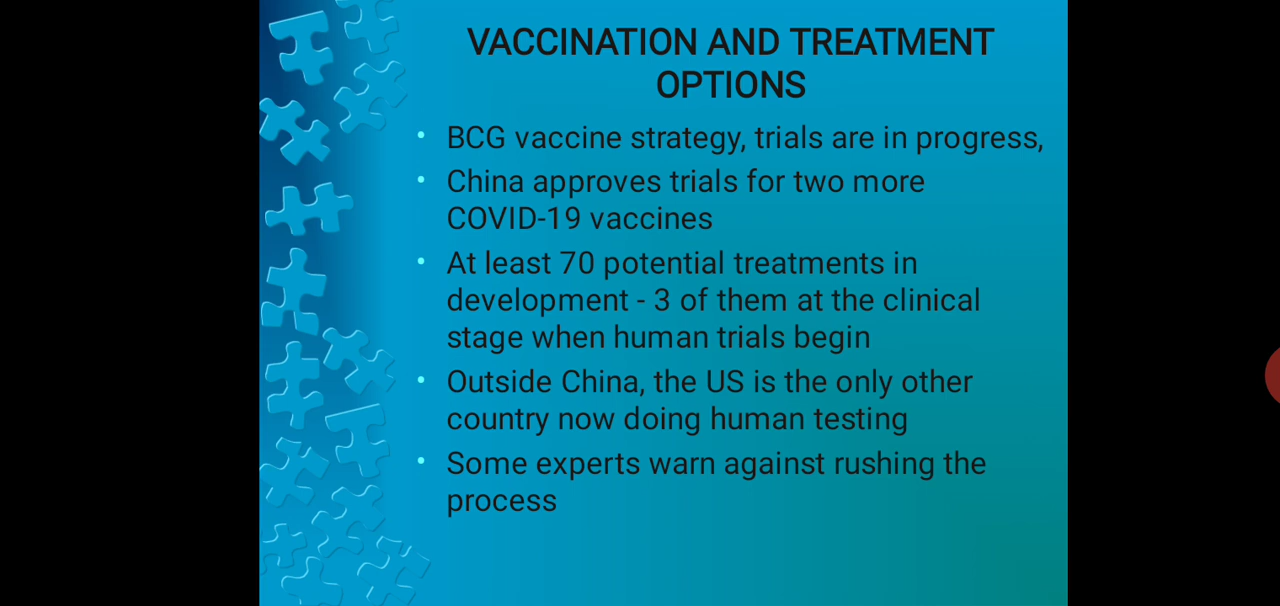 VACCINATION AND TREATMENT
OPTIONS
• BCG vaccine strategy, trials are in progress,
• China approves trials for two more
COVID-19 vaccines
• At least 70 potential treatments in
development - 3 of them at the clinical
stage when human trials begin
• Outside China, the US is the only other
country now doing human testing
• Some experts warn against rushing the
process